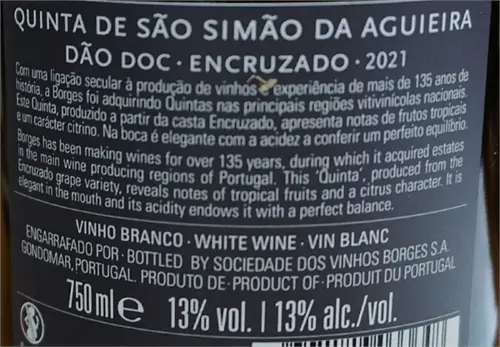 QUINTA DE SÃO SIMÃO DA AGUIEIRA
DÃO DOC · ENCRUZADO · 2021
Com uma ligação secular à produção de vinhos e experiência de mais de 135 anos de
história, a Borges foi adquirindo Quintas nas principais regiões vitivinícolas nacionais.
Este Quinta, produzido a partir da casta Encruzado, apresenta notas de frutos tropicais
e um carácter citrino. Na boca é elegante com a acidez a conferir um perfeito equilíbrio.
Borges has been making wines for over 135 years, during which it acquired estates
in the main wine producing regions of Portugal. This 'Quinta', produced from the
Encruzado grape variety, reveals notes of tropical fruits and a citrus character. It is
elegant in the mouth and its acidity endows it with a perfect balance.
VINHO BRANCO · WHITE WINE · VIN BLANC
ENGARRAFADO POR · BOTTLED BY SOCIEDADE DOS VINHOS BORGES S.A.
GONDOMAR, PORTUGAL. PRODUTO DE · PRODUCT OF · PRODUIT DU PORTUGAL
750 ml e 13% vol. | 13% alc./vol.